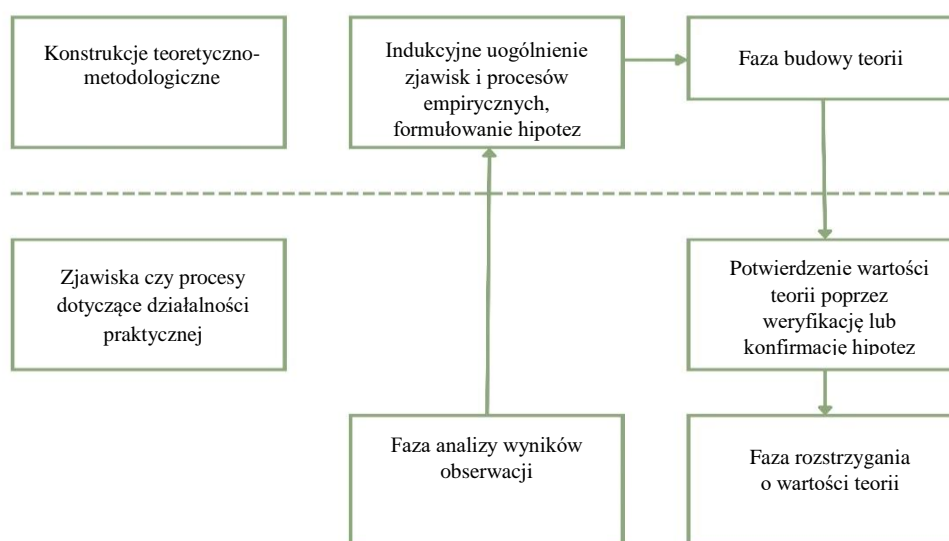 Konstrukcje teoretyczno-
metodologiczne
Indukcyjne uogólnienie
zjawisk i procesów
empirycznych,
formułowanie hipotez
Faza budowy teorii
Zjawiska czy procesy
dotyczące działalności
praktycznej
Potwierdzenie wartości
teorii poprzez
weryfikację lub
konfirmację hipotez
Faza analizy wyników
obserwacji
Faza rozstrzygania
o wartości teorii